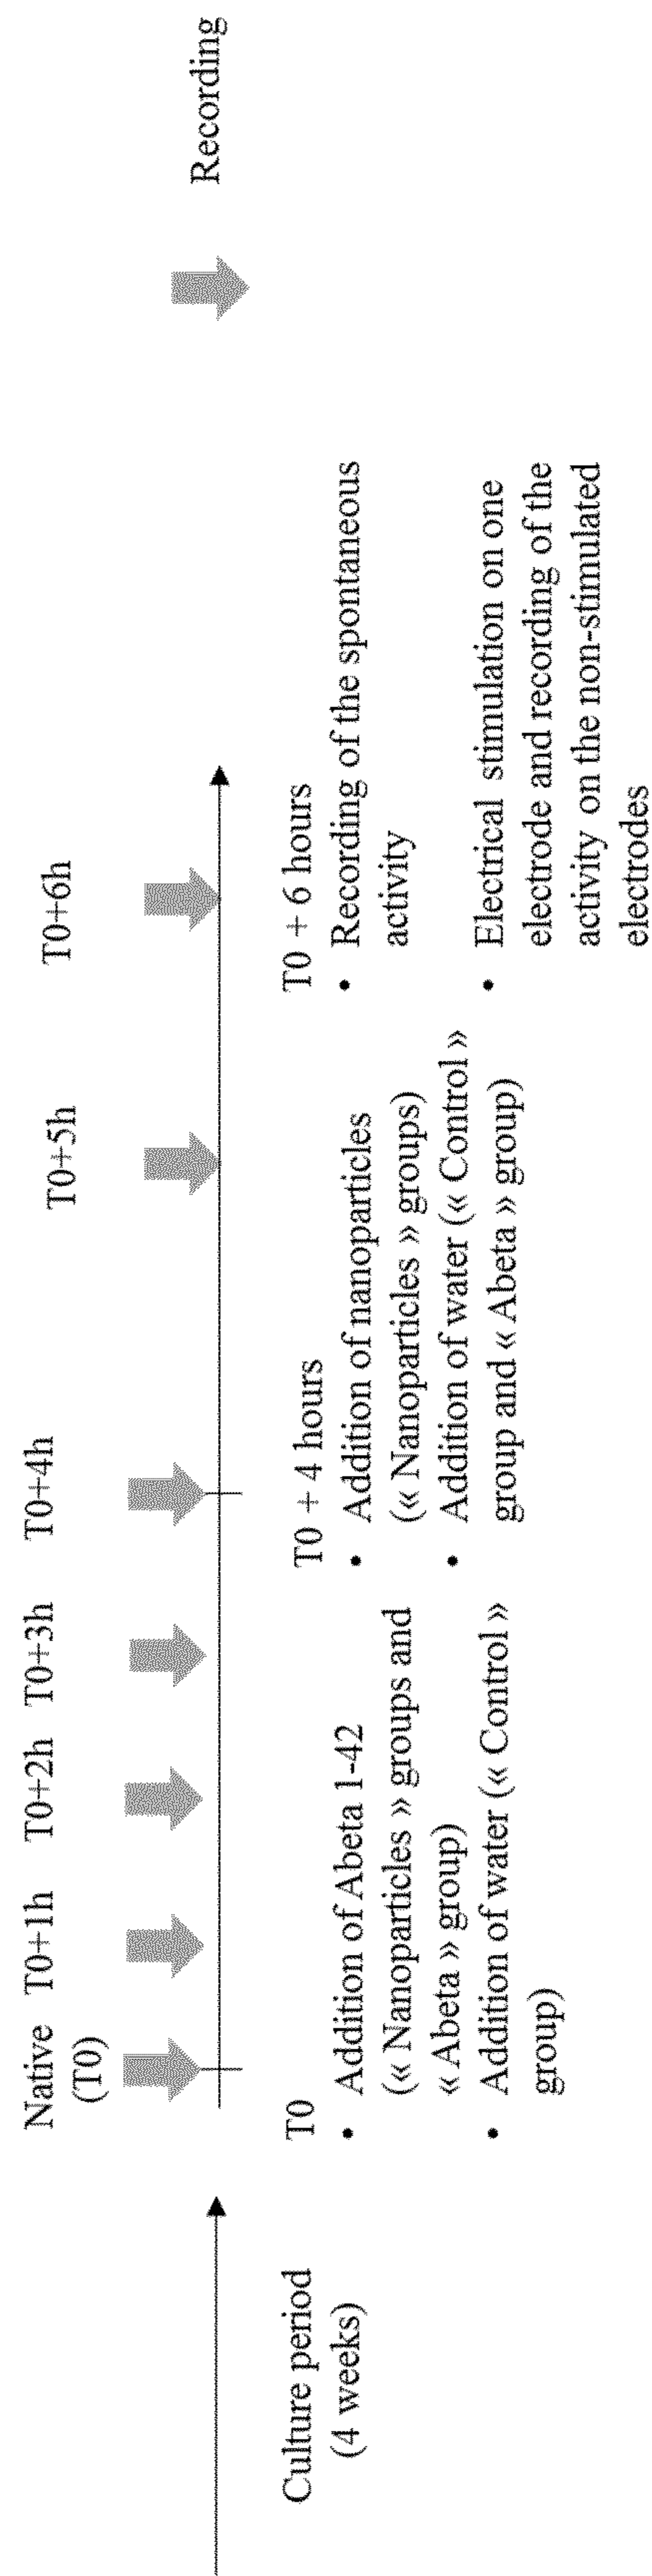 Native
(T0)
T0+1h
T0+2h
T0+3h
T0+4h
T0+5h
T0+6h
Recording
Culture period
(4 weeks)
T0
• Addition of Abeta 1-42
(« Nanoparticles » groups and
« Abeta » group)
• Addition of water (« Control »
group)
T0 + 4 hours
• Addition of nanoparticles
(« Nanoparticles » groups)
• Addition of water (« Control »
group and « Abeta » group)
T0 + 6 hours
• Recording of the spontaneous
activity
• Electrical stimulation on one
electrode and recording of the
activity on the non-stimulated
electrodes